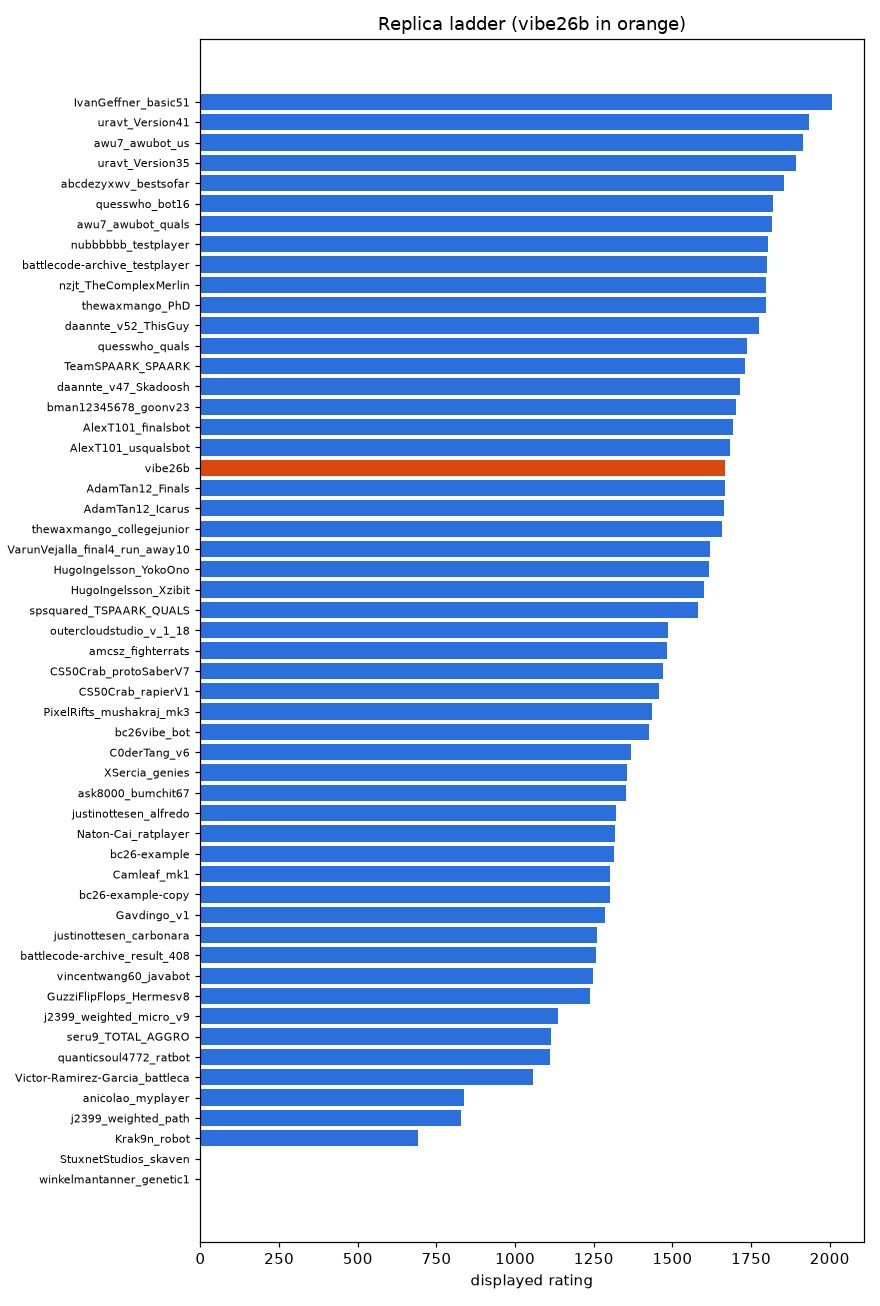 Replica ladder (vibe26b in orange)
IvanGeffner_basic51
uravt_Version41
awu7_awubot_us
uravt_Version35
abcdezyxwv_bestsofar
quesswho_bot16
awu7_awubot_quals
nubbbbbb_testplayer
battlecode-archive_testplayer
nzjt_TheComplexMerlin
thewaxmango_PhD
daannte_v52_ThisGuy
quesswho_quals
TeamSPAARK_SPAARK
daannte_v47_Skadoosh
bman12345678_goonv23
AlexT101_finalsbot
AlexT101_usqualsbot
vibe26b
AdamTan12_Finals
AdamTan12_Icarus
thewaxmango_collegejunior
VarunVejalla_final4_run_away10
HugoIngelsson_YokoOno
HugoIngelsson_Xzibit
spsquared_TSPAARK_QUALS
outercloudstudio_v_1_18
amcsz_fighterrats
CS50Crab_protoSaberV7
CS50Crab_rapierV1
PixelRifts_mushakraj_mk3
bc26vibe_bot
C0derTang_v6
XSercia_genies
ask8000_bumchit67
justinottesen_alfredo
Naton-Cai_ratplayer
bc26-example
Camleaf_mk1
bc26-example-copy
Gavdingo_v1
justinottesen_carbonara
battlecode-archive_result_408
vincentwang60_javabot
GuzziFlipFlops_Hermesv8
j2399_weighted_micro_v9
seru9_TOTAL_AGGRO
quanticsoul4772_ratbot
Victor-Ramirez-Garcia_battleca
anicolao_myplayer
j2399_weighted_path
Krak9n_robot
StuxnetStudios_skaven
winkelmantanner_genetic1
0 250 500 750 1000 1250 1500 1750 2000
displayed rating